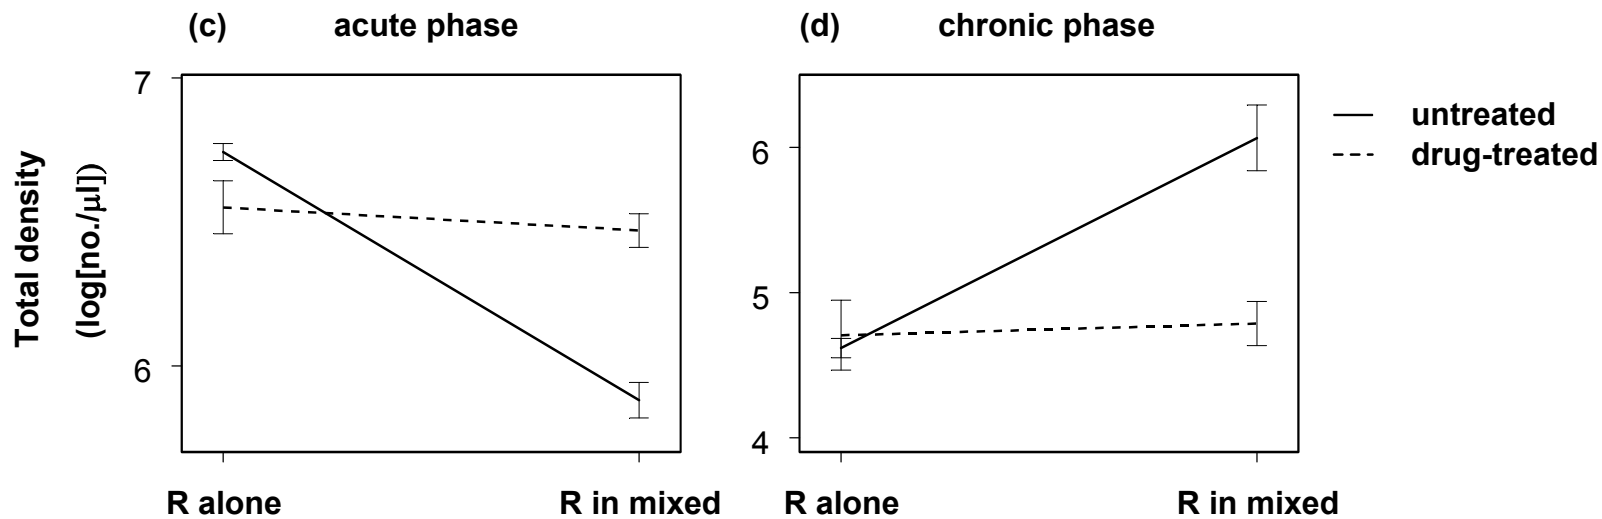 (c) acute phase
(d) chronic phase
Total density
(log[no./µl])
7
6
R alone
R in mixed
6
5
4
R alone
R in mixed
untreated
drug-treated